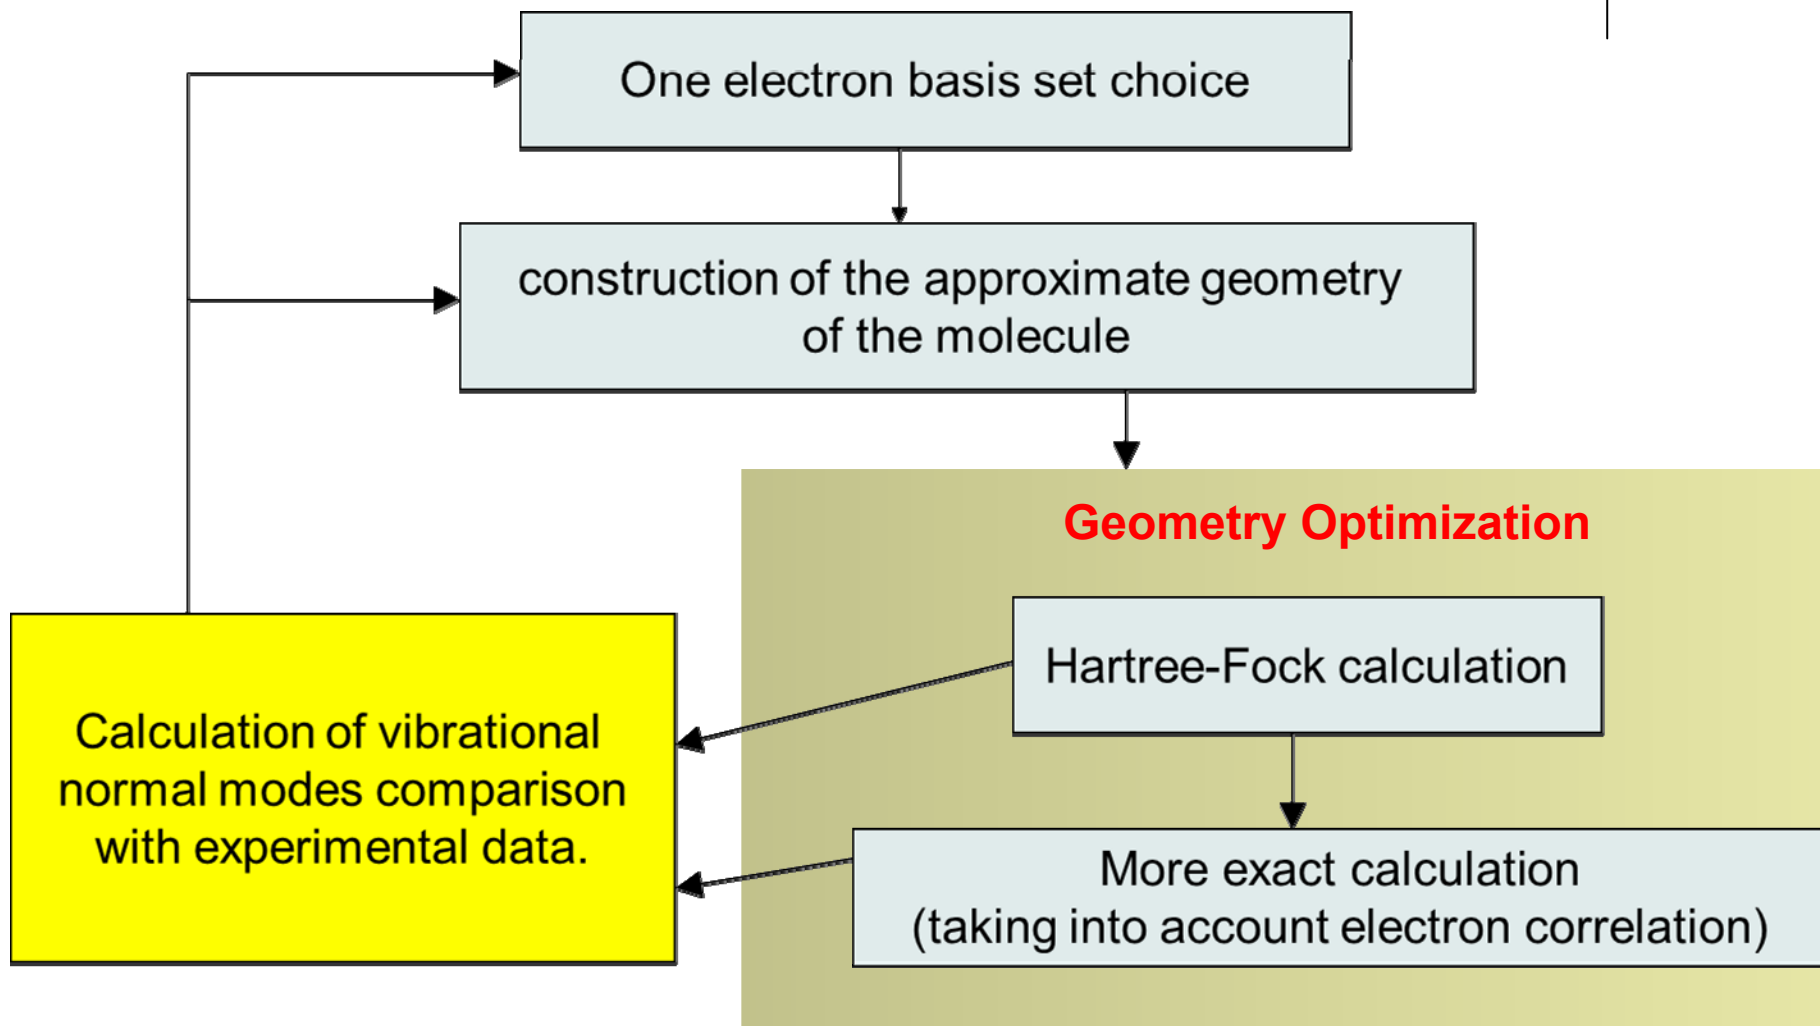 One electron basis set choice
construction of the approximate geometry
of the molecule
Geometry Optimization
Hartree-Fock calculation
Calculation of vibrational
normal modes comparison
with experimental data.
More exact calculation
(taking into account electron correlation)